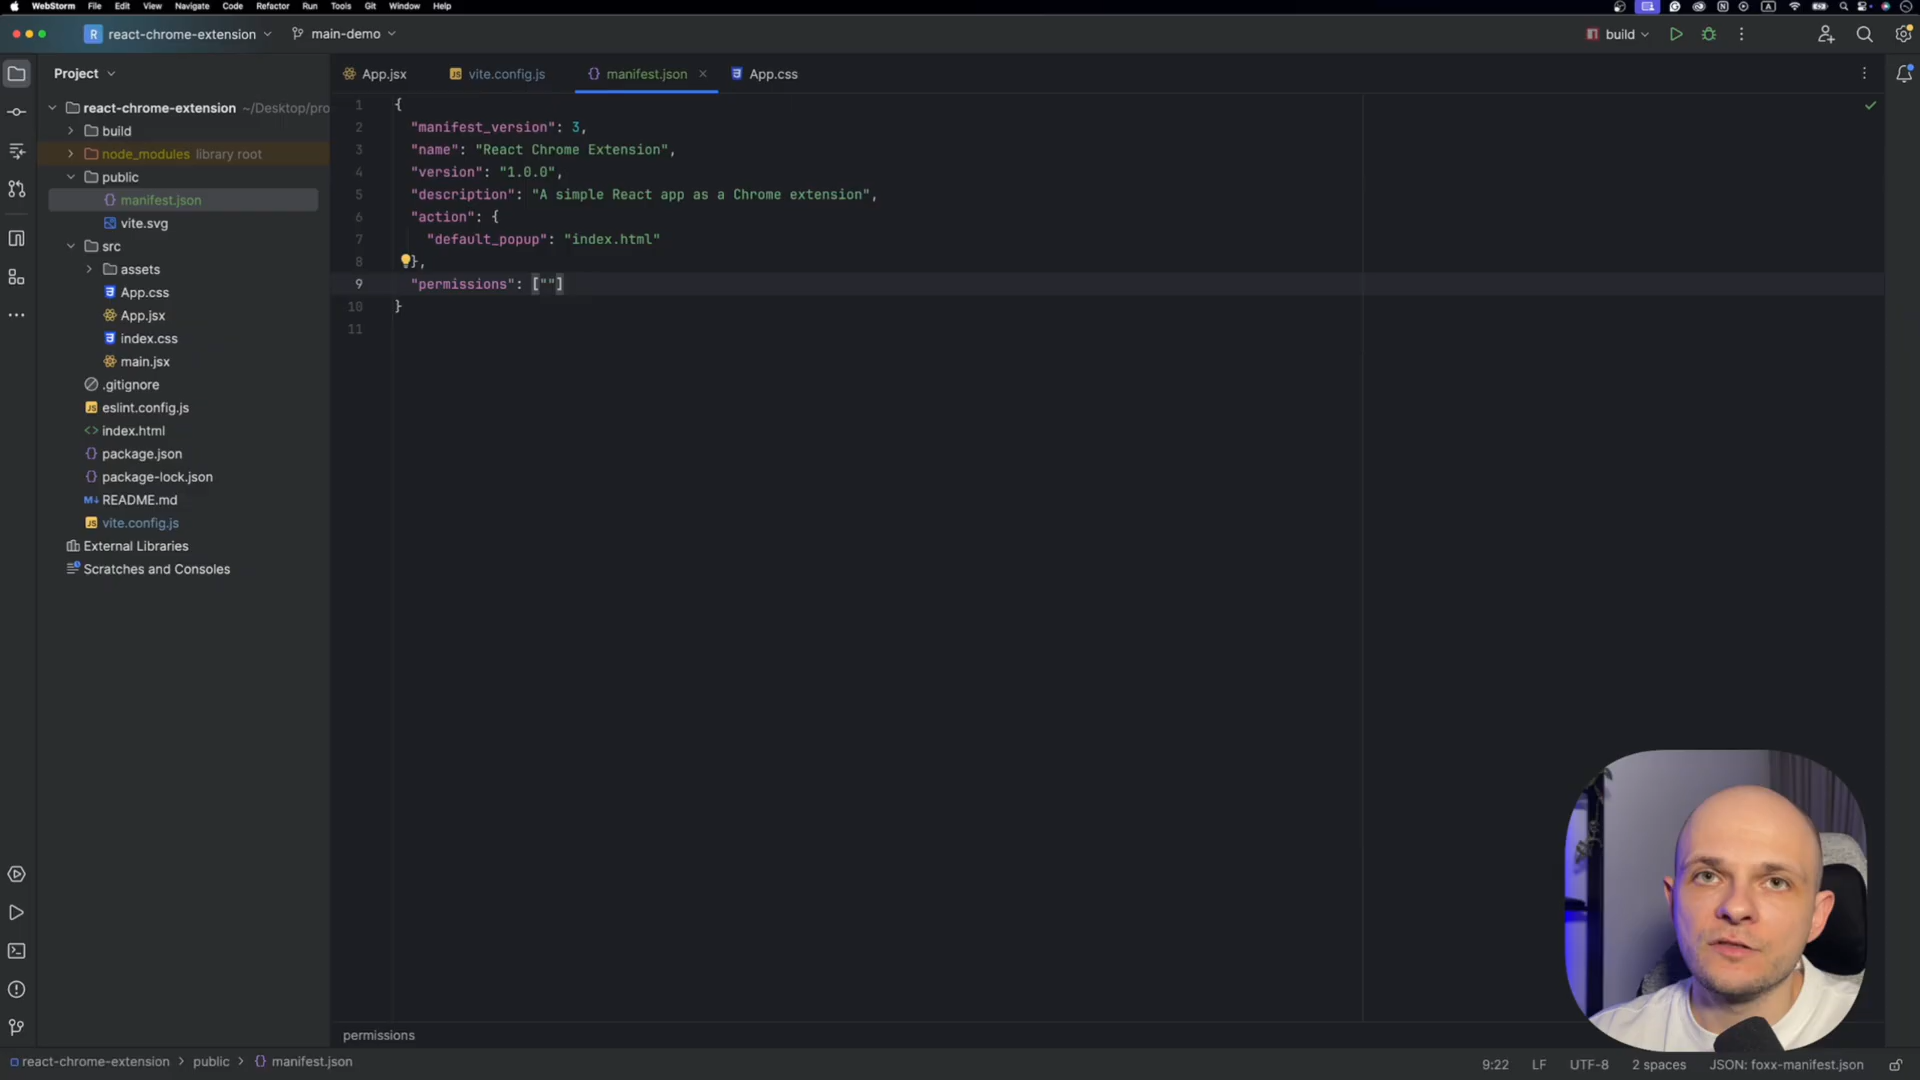 WebStorm File Edit View Navigate Code Refactor Run Tools Git Window Help
R react-chrome-extension main-demo build
Project
App.jsx vite.config.js manifest.json App.css
react-chrome-extension ~/Desktop/pro
build
node_modules library root
public
manifest.json
vite.svg
src
assets
App.css
App.jsx
index.css
main.jsx
.gitignore
eslint.config.js
index.html
package.json
package-lock.json
README.md
vite.config.js
External Libraries
Scratches and Consoles
1 {
2 "manifest_version": 3,
3 "name": "React Chrome Extension",
4 "version": "1.0.0",
5 "description": "A simple React app as a Chrome extension",
6 "action": {
7 "default_popup": "index.html"
8 },
9 "permissions": [""]
10 }
11
permissions
react-chrome-extension > public > {} manifest.json
9:22 LF UTF-8 2 spaces JSON: foxx-manifest.json